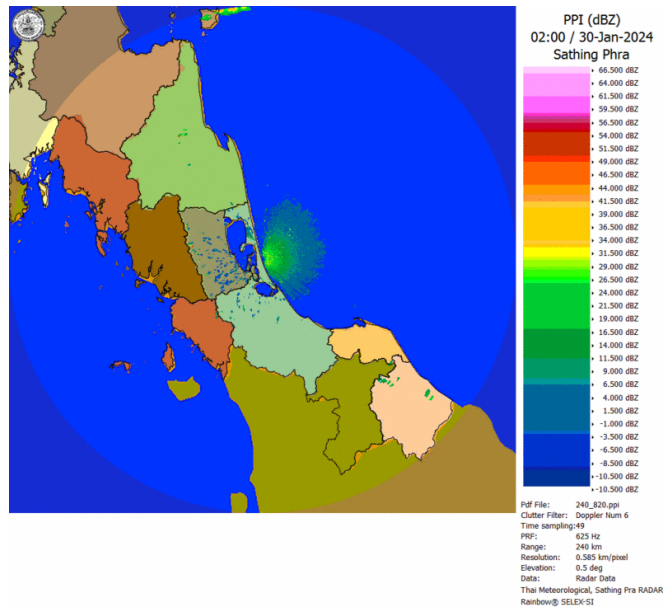 PPI (dBZ)
02:00 / 30-Jan-2024
Sathing Phra
66.500 dBZ
64.000 dBZ
61.500 dBZ
59.500 dBZ
56.500 dBZ
54.000 dBZ
51.500 dBZ
49.000 dBZ
46.500 dBZ
44.000 dBZ
41.500 dBZ
39.000 dBZ
36.500 dBZ
34.000 dBZ
31.500 dBZ
29.000 dBZ
26.500 dBZ
24.000 dBZ
21.500 dBZ
19.000 dBZ
16.500 dBZ
14.000 dBZ
11.500 dBZ
9.000 dBZ
6.500 dBZ
4.000 dBZ
1.500 dBZ
-1.000 dBZ
-3.500 dBZ
-6.500 dBZ
-8.500 dBZ
-10.500 dBZ
-10.500 dBZ
Pdf File: 240_820.ppi
Clutter Filter: Doppler Num 6
Time sampling:49
PRF: 625 Hz
Range: 240 km
Resolution: 0.585 km/pixel
Elevation: 0.5 deg
Data: Radar Data
Thai Meteorological, Sathing Pra RADAR
Rainbow® SELEX-SI